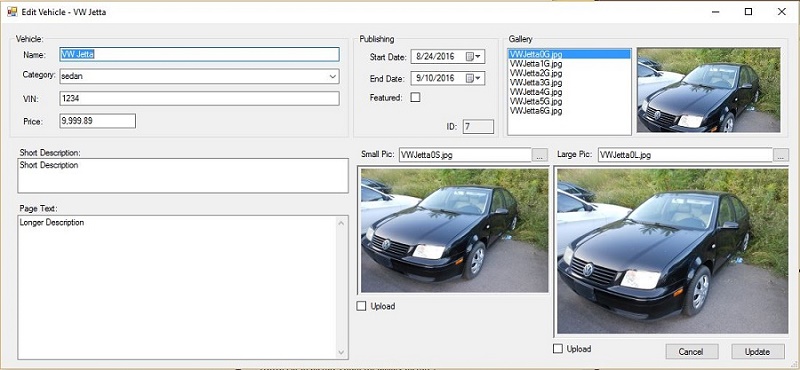 Edit Vehicle - VW Jetta
Vehicle:
Name: VW Jetta
Category: sedan
VIN: 1234
Price: 9,999.89
Publishing
Start Date: 8/24/2016
End Date: 9/10/2016
Featured:
ID: 7
Gallery
VWJetta0G.jpg
VWJetta1G.jpg
VWJetta2G.jpg
VWJetta3G.jpg
VWJetta4G.jpg
VWJetta5G.jpg
VWJetta6G.jpg
Short Description:
Short Description
Page Text:
Longer Description
Small Pic: VWJetta0S.jpg ...
Upload
Large Pic: VWJetta0L.jpg ...
Upload
Cancel Update